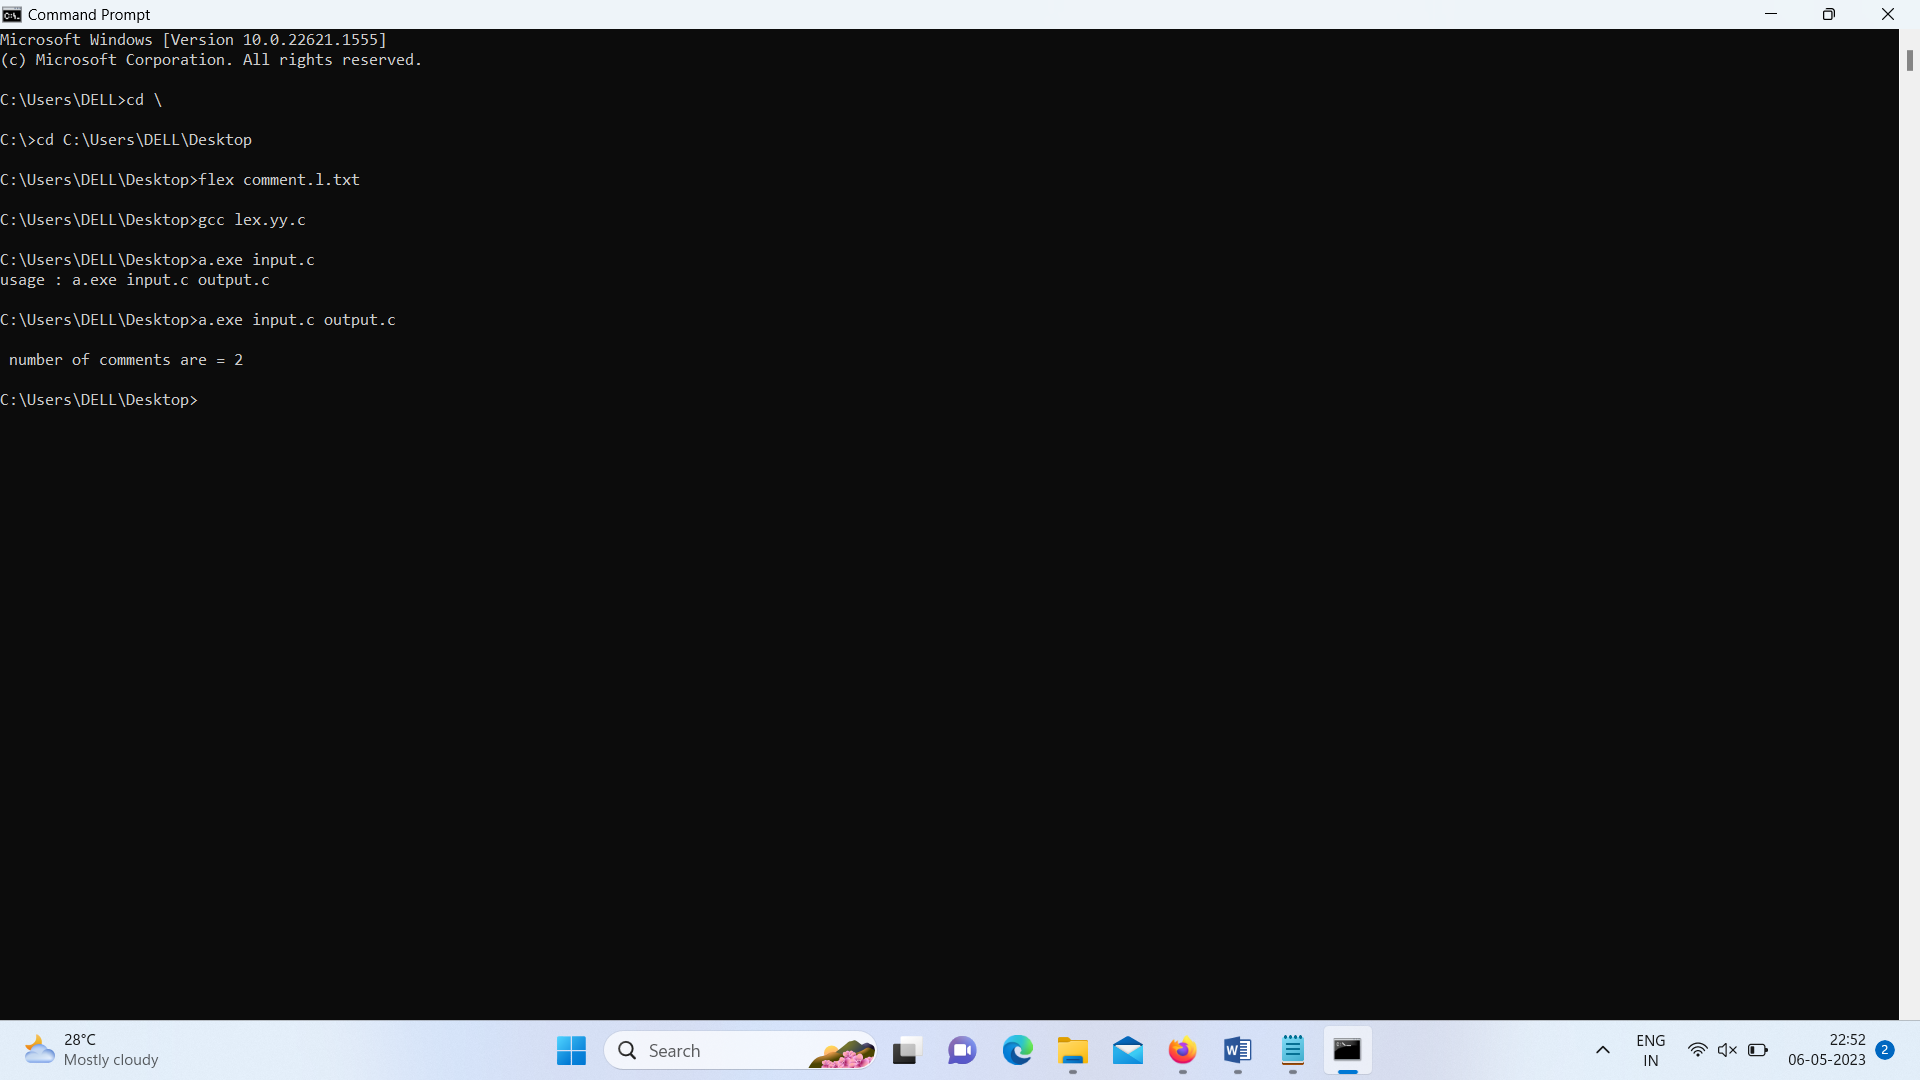 Command Prompt
Microsoft Windows [Version 10.0.22621.1555]
(c) Microsoft Corporation. All rights reserved.
C:\Users\DELL>cd \
C:\>cd C:\Users\DELL\Desktop
C:\Users\DELL\Desktop>flex comment.l.txt
C:\Users\DELL\Desktop>gcc lex.yy.c
C:\Users\DELL\Desktop>a.exe input.c
usage : a.exe input.c output.c
C:\Users\DELL\Desktop>a.exe input.c output.c
number of comments are = 2
C:\Users\DELL\Desktop>
28°C
Mostly cloudy
Search
ENG
IN
22:52
06-05-2023
2